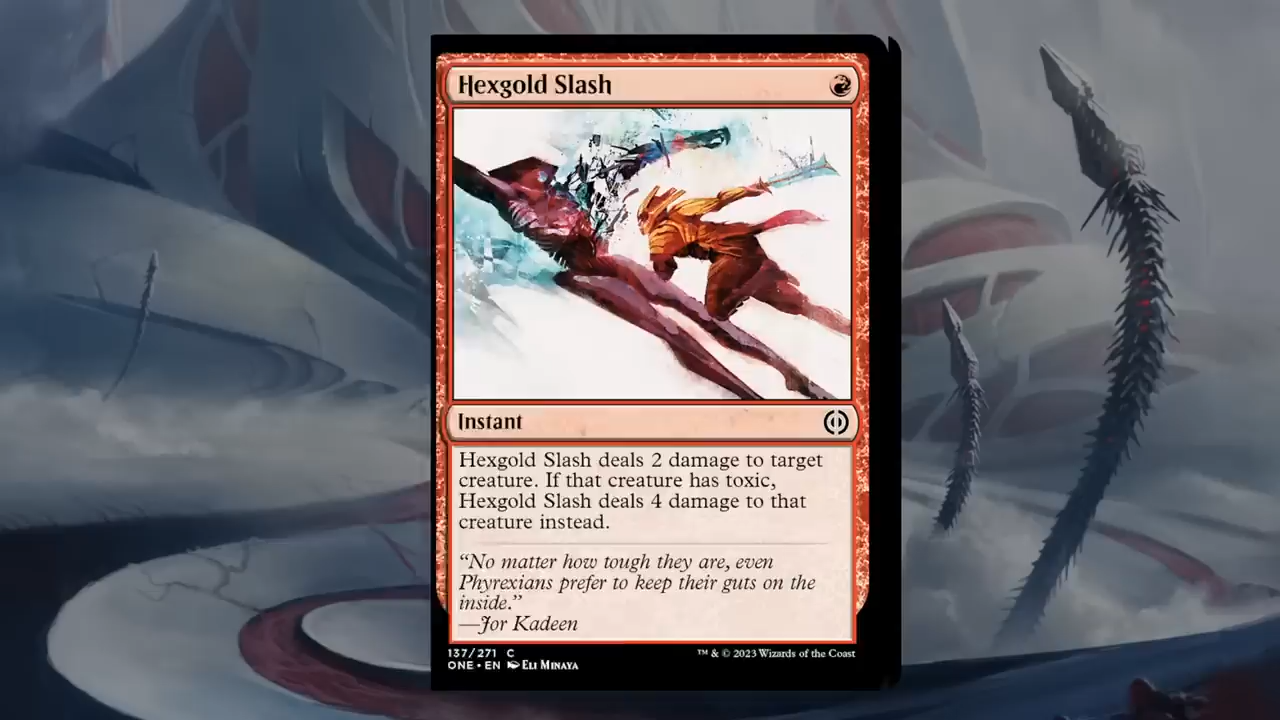 Hexgold Slash
Instant
Hexgold Slash deals 2 damage to target
creature. If that creature has toxic,
Hexgold Slash deals 4 damage to that
creature instead.
“No matter how tough they are, even
Phyrexians prefer to keep their guts on the
inside.”
—Jor Kadeen
137/271 C
ONE • EN Eli Minaya
™ & © 2023 Wizards of the Coast